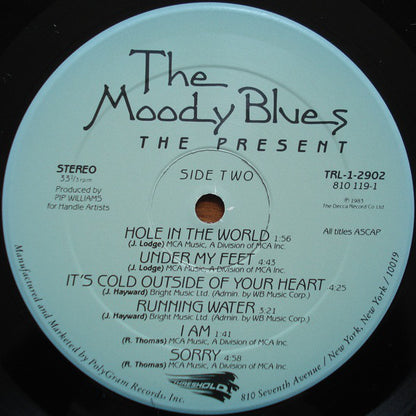 The
Moody Blues
THE PRESENT
STEREO
33 1/3 rpm
Produced by
PIP WILLIAMS
for Handle Artists
SIDE TWO
TRL-1-2902
810 119-1
℗ 1983
The Decca Record Co Ltd
All titles ASCAP
HOLE IN THE WORLD 1:56
(J. Lodge) MCA Music, A Division of MCA Inc.
UNDER MY FEET 4:43
(J. Lodge) MCA Music, A Division of MCA Inc.
IT'S COLD OUTSIDE OF YOUR HEART 4:25
(J. Hayward) Bright Music Ltd. (Admin. by WB Music Corp.)
RUNNING WATER 3:21
(J. Hayward) Bright Music Ltd. (Admin. by WB Music Corp.)
I AM 1:41
(R. Thomas) MCA Music, A Division of MCA Inc.
SORRY 4:58
(R. Thomas) MCA Music, A Division of MCA Inc.
THRESHOLD
Manufactured and Marketed by PolyGram Records, Inc.
810 Seventh Avenue / New York, New York / 10019